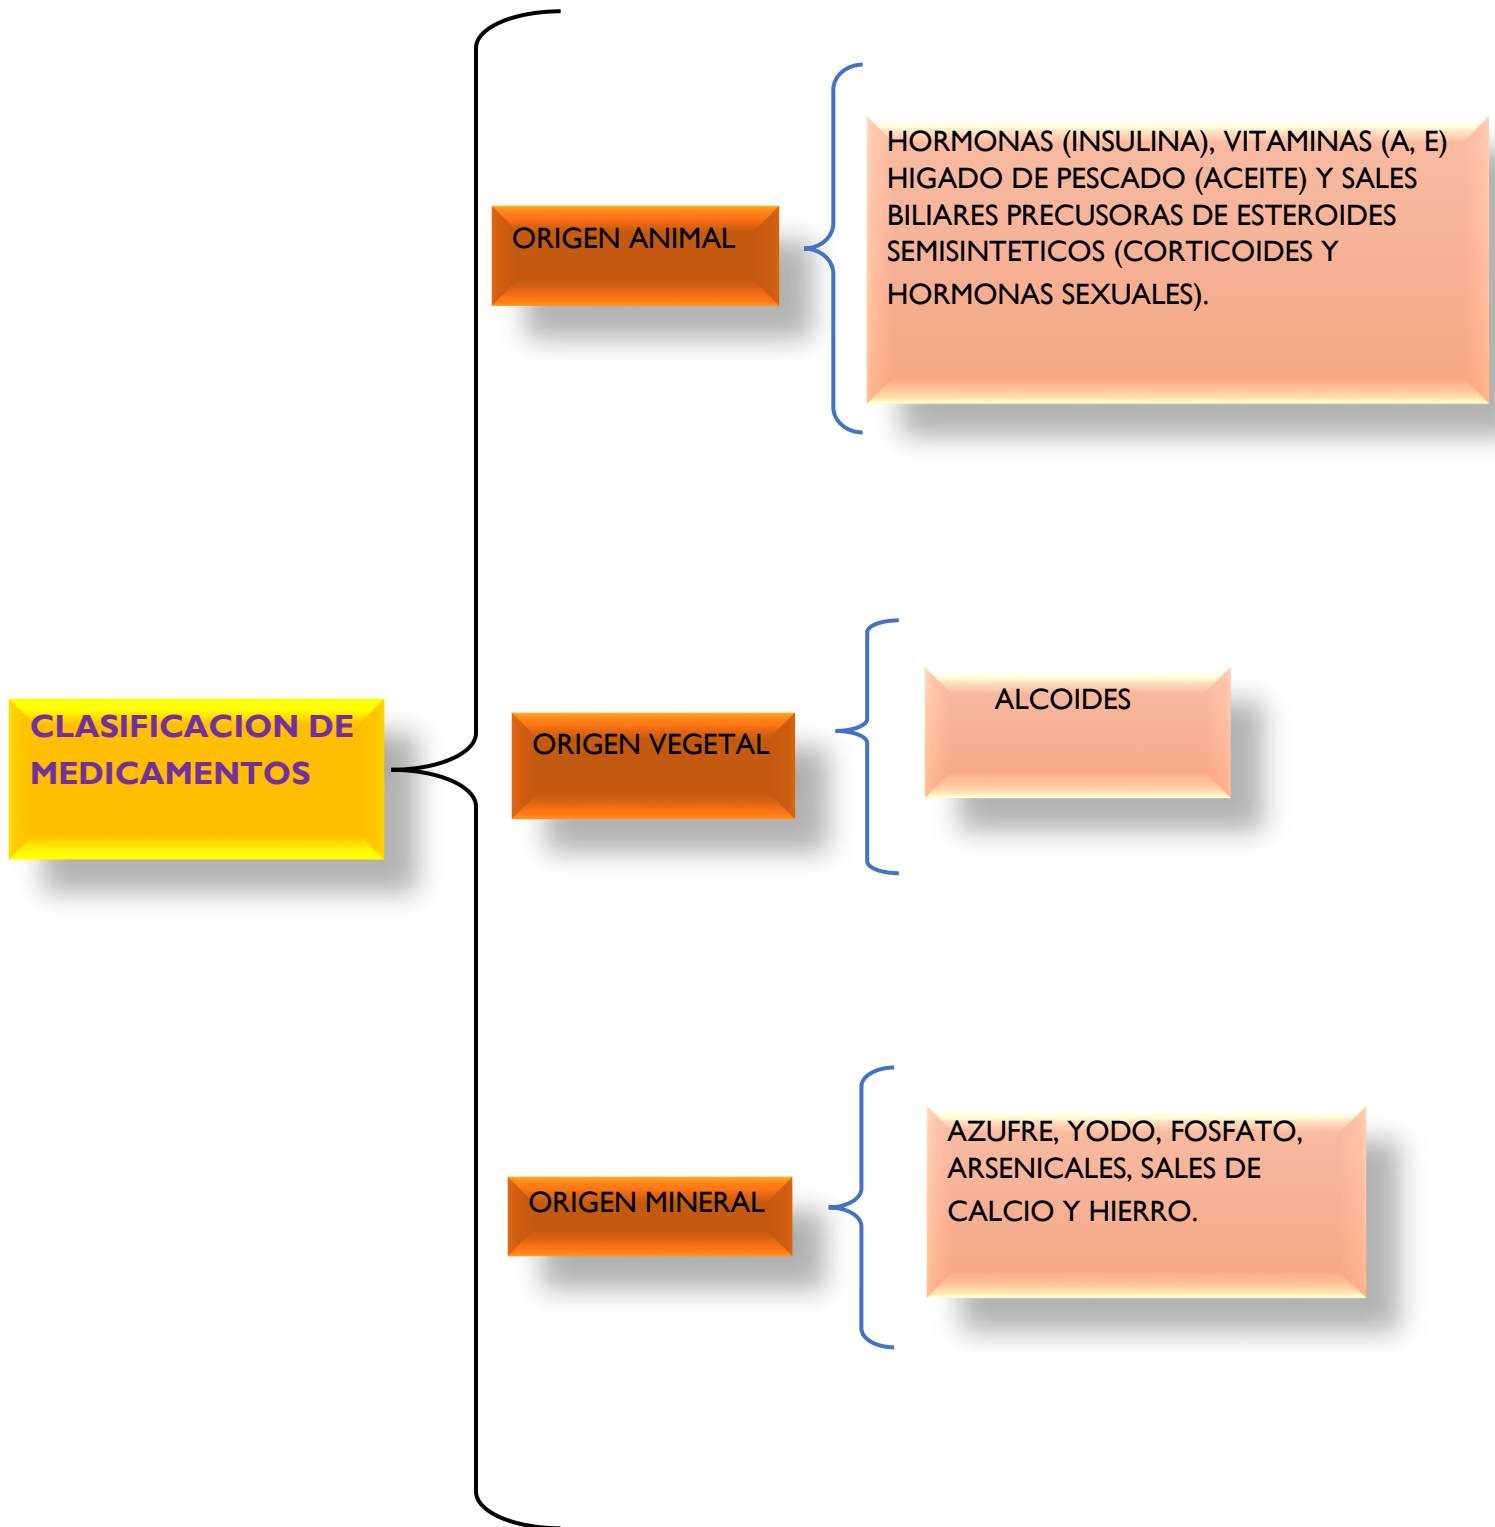 HORMONAS (INSULINA), VITAMINAS (A, E)
HIGADO DE PESCADO (ACEITE) Y SALES
BILIARES PRECUSORAS DE ESTEROIDES
SEMISINTETICOS (CORTICOIDES Y
HORMONAS SEXUALES).
ORIGEN ANIMAL
CLASIFICACION DE
MEDICAMENTOS
ORIGEN VEGETAL
ALCOIDES
ORIGEN MINERAL
AZUFRE, YODO, FOSFATO,
ARSENICALES, SALES DE
CALCIO Y HIERRO.